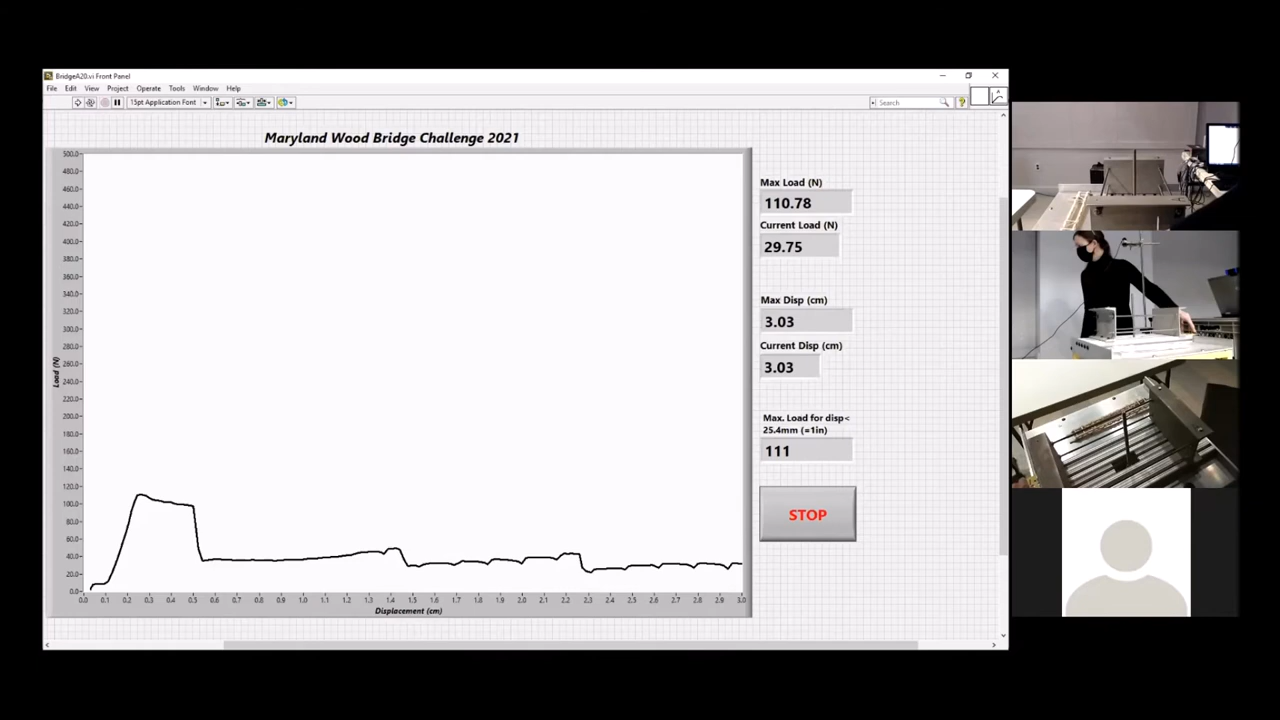 BridgeA20.vi Front Panel
File Edit View Project Operate Tools Window Help
15pt Application Font
Search
Maryland Wood Bridge Challenge 2021
500.0
480.0
460.0
440.0
420.0
400.0
380.0
360.0
340.0
320.0
300.0
280.0
260.0
240.0
220.0
200.0
180.0
160.0
140.0
120.0
100.0
80.0
60.0
40.0
20.0
0.0
Load (N)
0.0 0.1 0.2 0.3 0.4 0.5 0.6 0.7 0.8 0.9 1.0 1.1 1.2 1.3 1.4 1.5 1.6 1.7 1.8 1.9 2.0 2.1 2.2 2.3 2.4 2.5 2.6 2.7 2.8 2.9 3.0
Displacement (cm)
Max Load (N)
110.78
Current Load (N)
29.75
Max Disp (cm)
3.03
Current Disp (cm)
3.03
Max. Load for disp<
25.4mm (=1in)
111
STOP